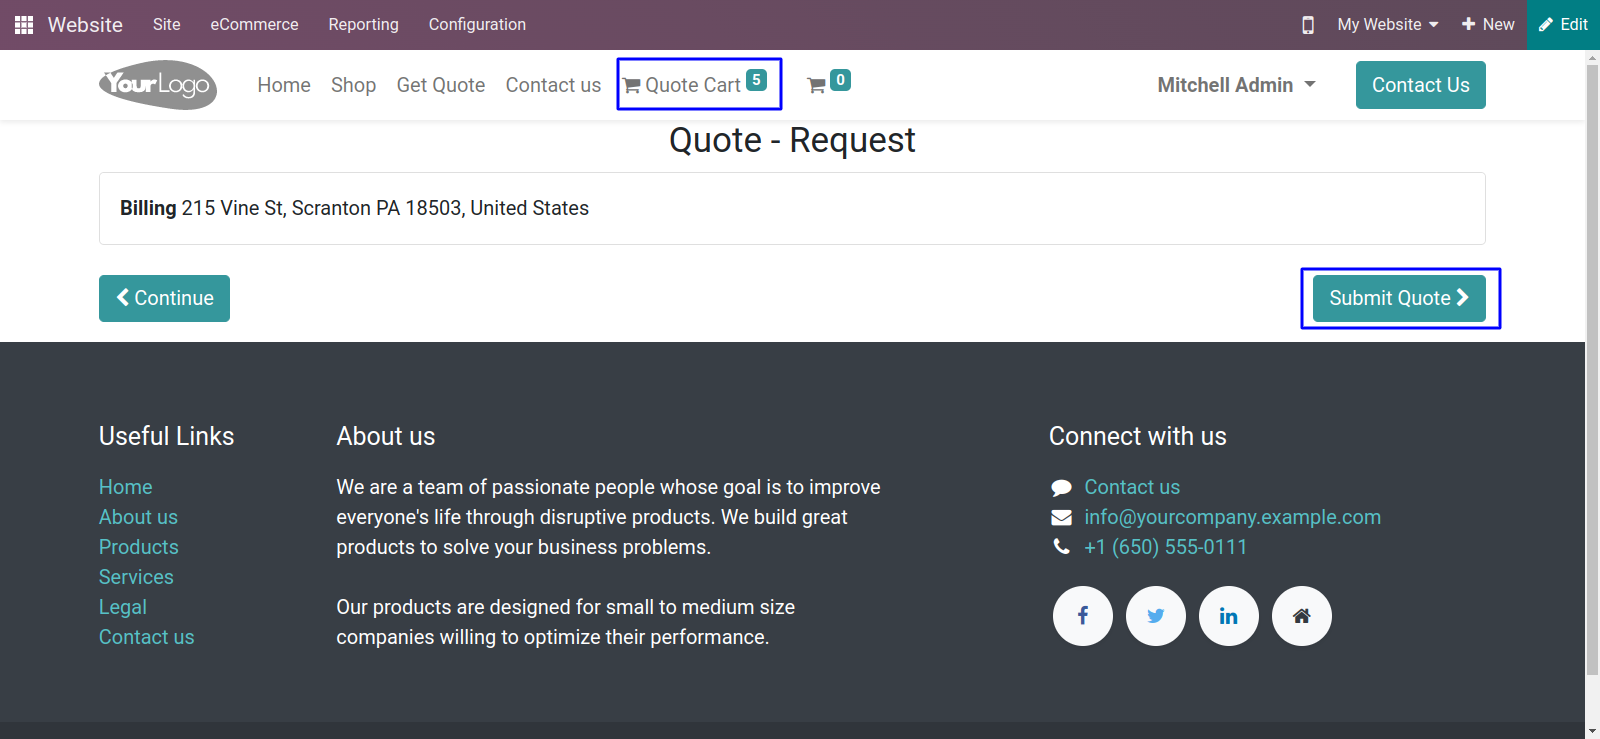 Website Site eCommerce Reporting Configuration My Website New Edit
YourLogo Home Shop Get Quote Contact us Quote Cart 5 0 Mitchell Admin Contact Us
Quote - Request
Billing 215 Vine St, Scranton PA 18503, United States
Continue Submit Quote
Useful Links
Home
About us
Products
Services
Legal
Contact us
About us
We are a team of passionate people whose goal is to improve
everyone's life through disruptive products. We build great
products to solve your business problems.
Our products are designed for small to medium size
companies willing to optimize their performance.
Connect with us
Contact us
info@yourcompany.example.com
+1 (650) 555-0111